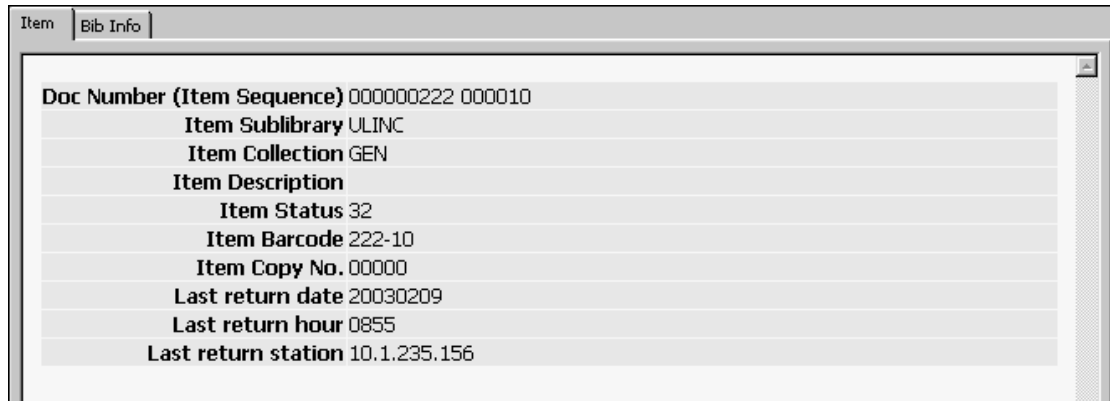 Item Bib Info
Doc Number (Item Sequence) 000000222 000010
Item Sublibrary ULINC
Item Collection GEN
Item Description
Item Status 32
Item Barcode 222-10
Item Copy No. 00000
Last return date 20030209
Last return hour 0855
Last return station 10.1.235.156